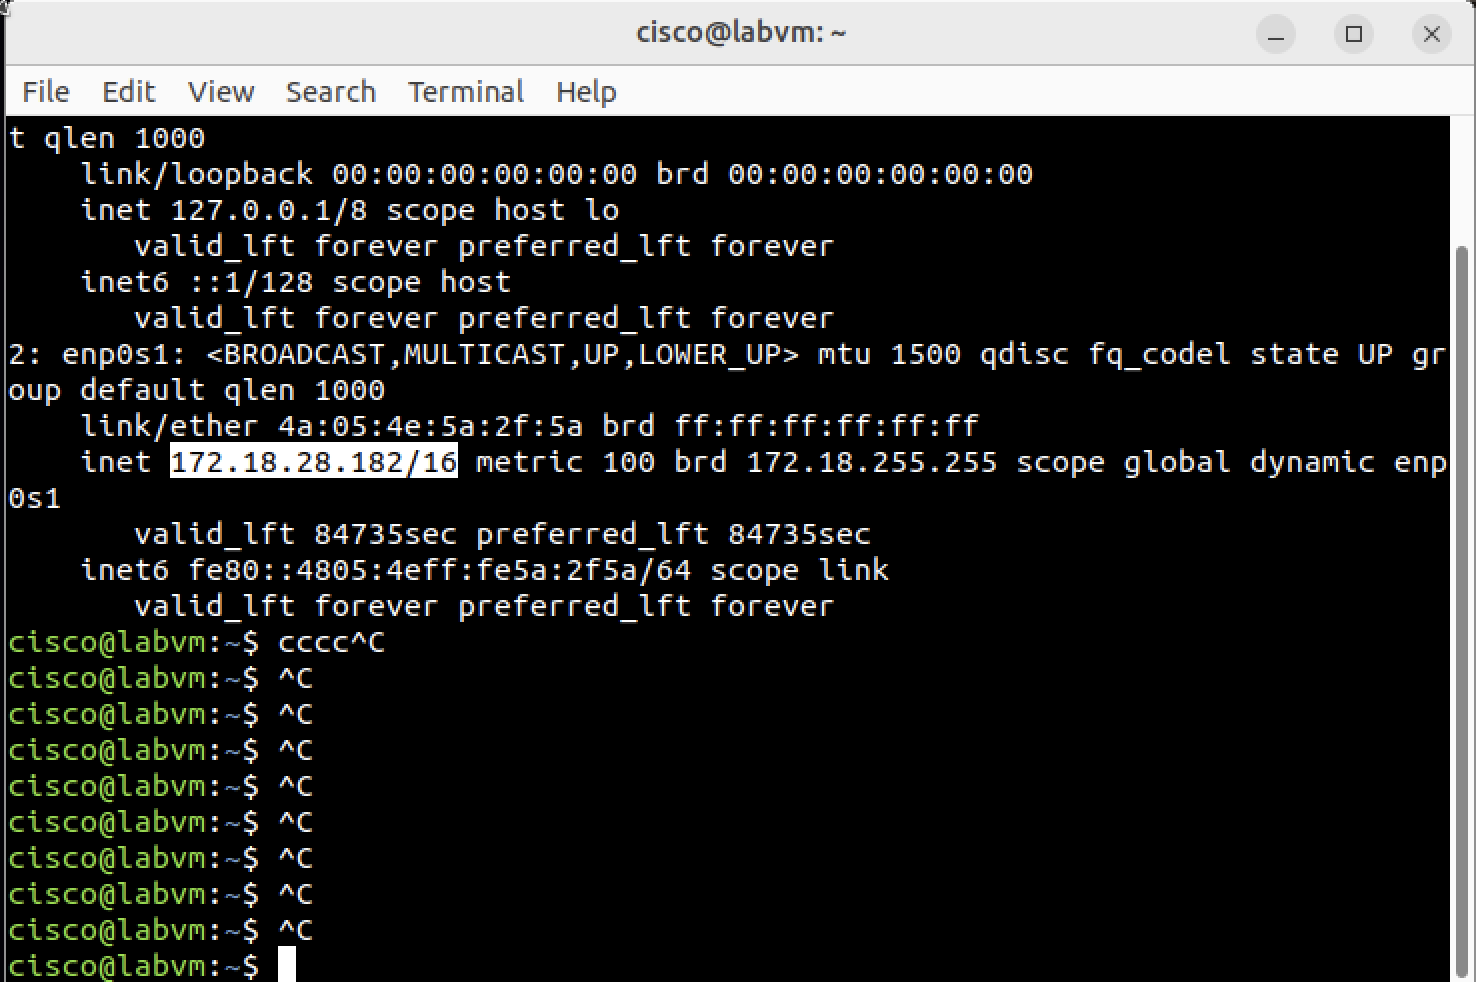 cisco@labvm: ~
File Edit View Search Terminal Help
t qlen 1000
    link/loopback 00:00:00:00:00:00 brd 00:00:00:00:00:00
    inet 127.0.0.1/8 scope host lo
       valid_lft forever preferred_lft forever
    inet6 ::1/128 scope host
       valid_lft forever preferred_lft forever
2: enp0s1: <BROADCAST,MULTICAST,UP,LOWER_UP> mtu 1500 qdisc fq_codel state UP gr
oup default qlen 1000
    link/ether 4a:05:4e:5a:2f:5a brd ff:ff:ff:ff:ff:ff
    inet 172.18.28.182/16 metric 100 brd 172.18.255.255 scope global dynamic enp
0s1
       valid_lft 84735sec preferred_lft 84735sec
    inet6 fe80::4805:4eff:fe5a:2f5a/64 scope link
       valid_lft forever preferred_lft forever
cisco@labvm:~$ cccc^C
cisco@labvm:~$ ^C
cisco@labvm:~$ ^C
cisco@labvm:~$ ^C
cisco@labvm:~$ ^C
cisco@labvm:~$ ^C
cisco@labvm:~$ ^C
cisco@labvm:~$ ^C
cisco@labvm:~$ ^C
cisco@labvm:~$